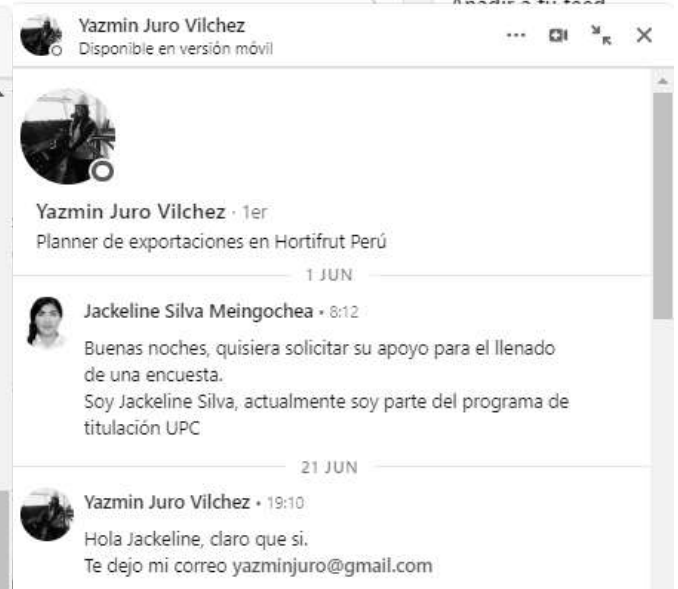 Añadir a tu feed
Yazmin Juro Vilchez
Disponible en versión móvil
Yazmin Juro Vilchez · 1er
Planner de exportaciones en Hortifrut Perú
1 JUN
Jackeline Silva Meingochea • 8:12
Buenas noches, quisiera solicitar su apoyo para el llenado
de una encuesta.
Soy Jackeline Silva, actualmente soy parte del programa de
titulación UPC
21 JUN
Yazmin Juro Vilchez • 19:10
Hola Jackeline, claro que si.
Te dejo mi correo yazminjuro@gmail.com